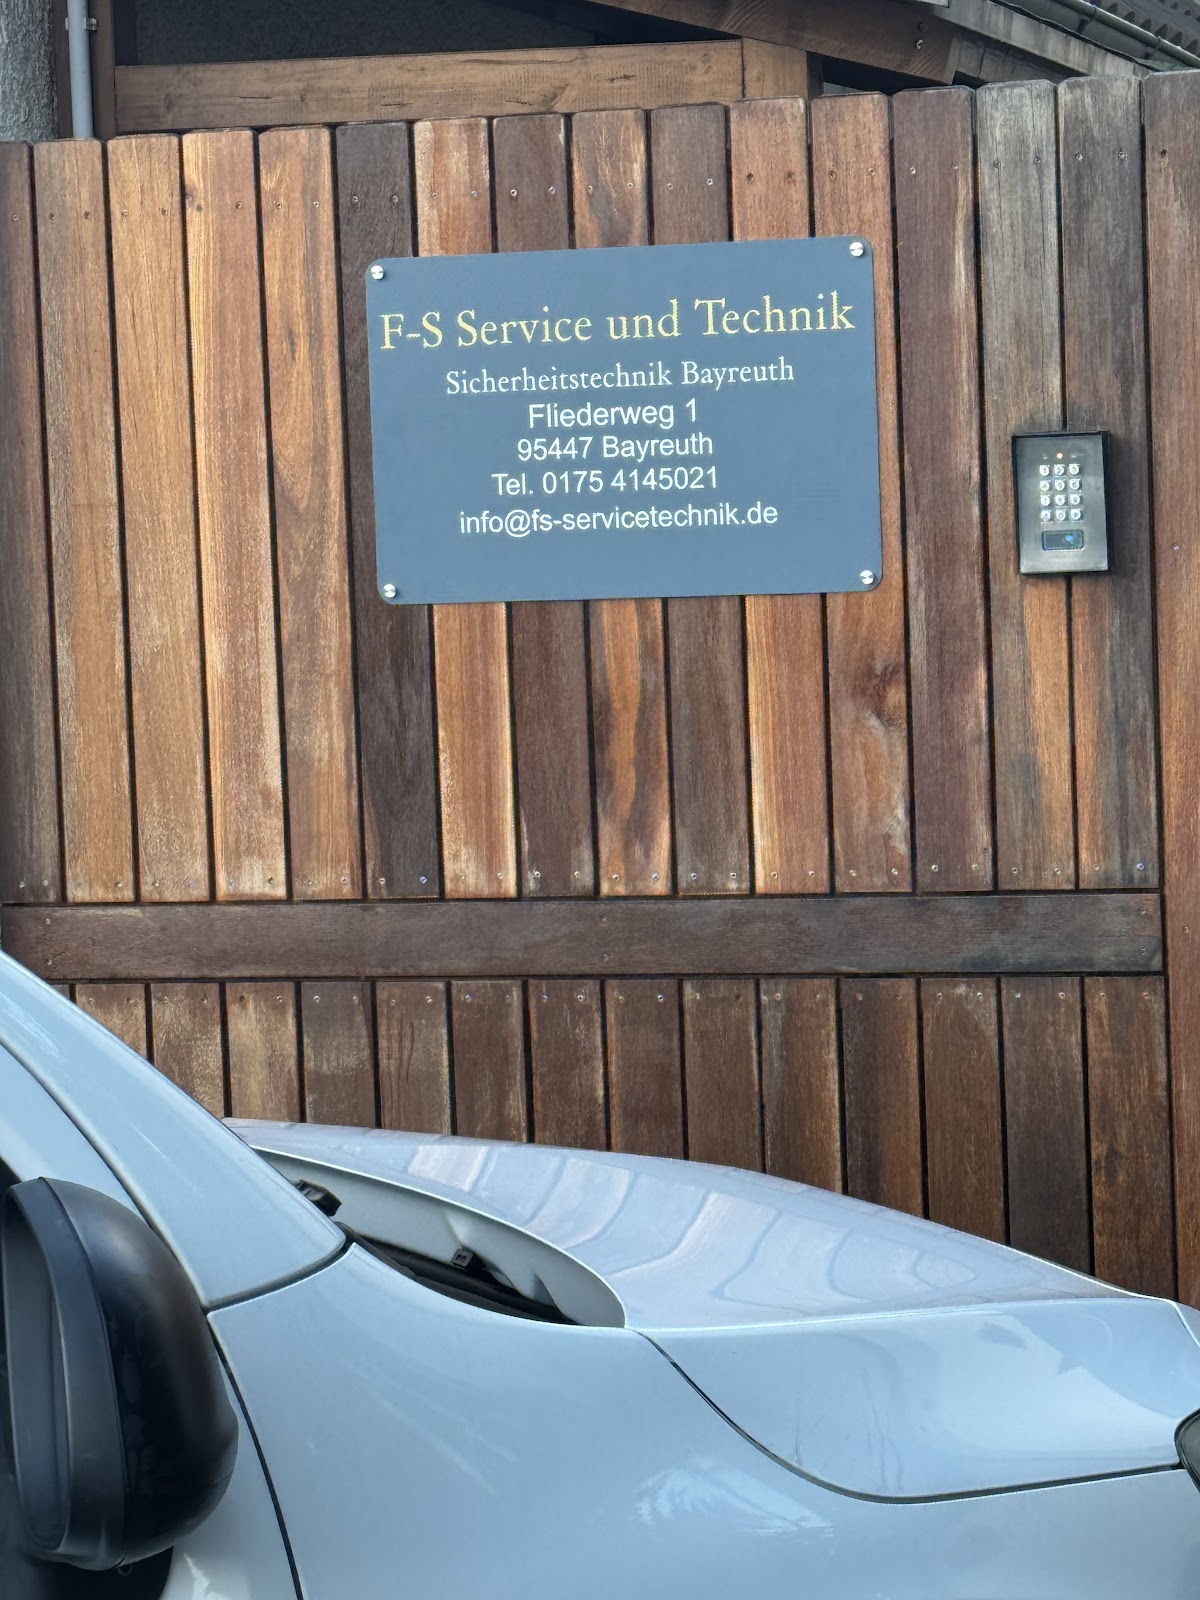 F-S Service und Technik
Sicherheitstechnik Bayreuth
Fliederweg 1
95447 Bayreuth
Tel. 0175 4145021
info@fs-servicetechnik.de